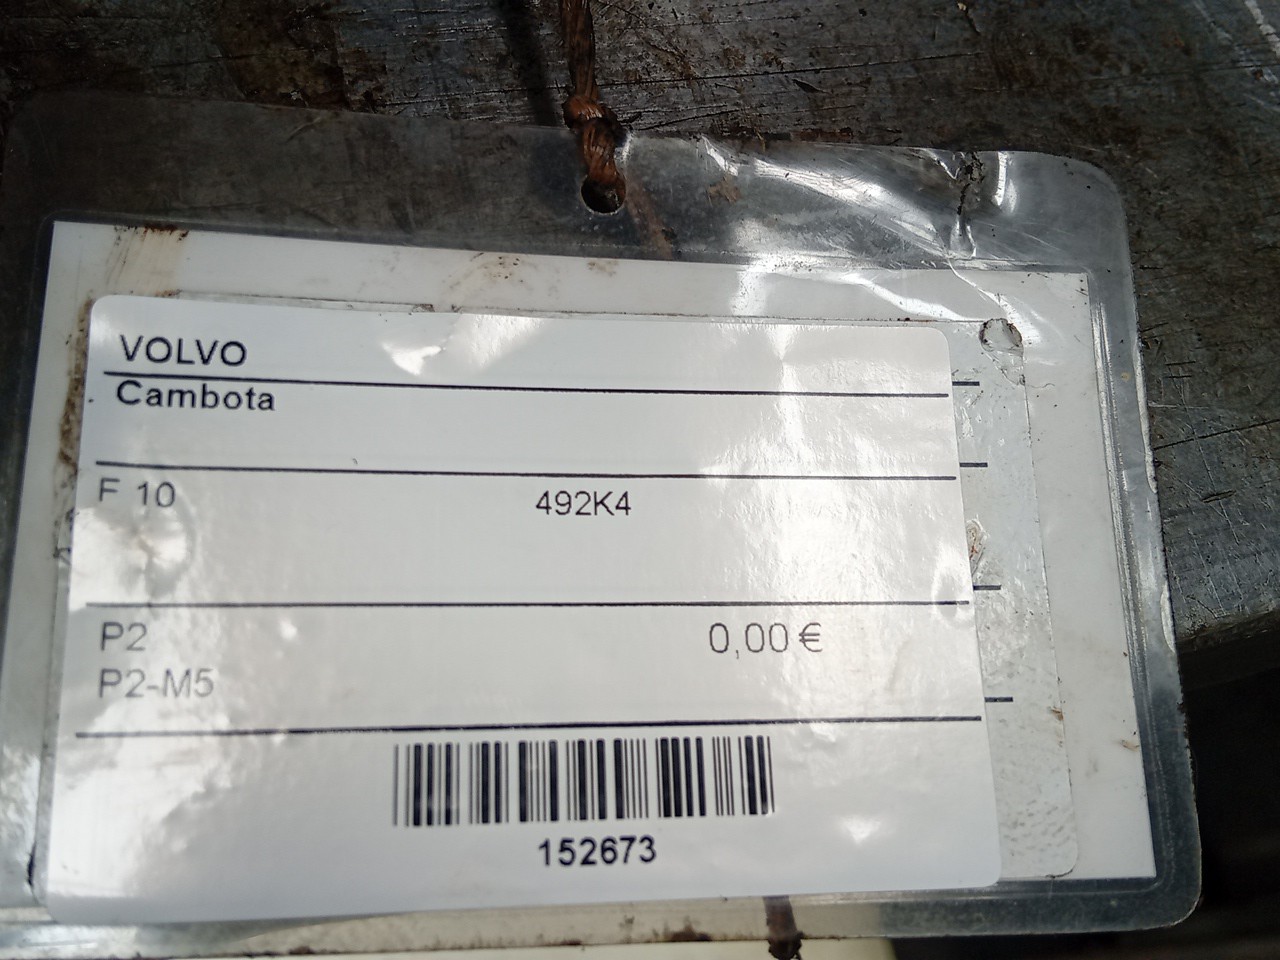 VOLVO
Cambota
F 10 492K4
P2 0,00 €
P2-M5
152673